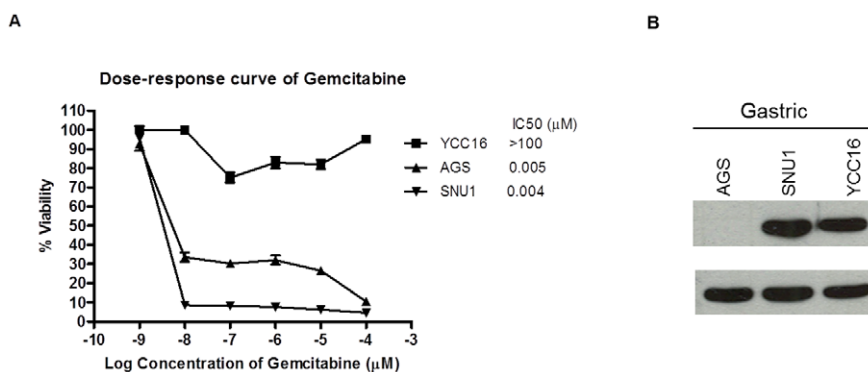 A
B
Dose-response curve of Gemcitabine
110
100
90
80
70
60
50
40
30
20
10
0
% Viability
-10
-9
-8
-7
-6
-5
-4
-3
Log Concentration of Gemcitabine (μM)
IC50 (μM)
YCC16 >100
AGS 0.005
SNU1 0.004
Gastric
AGS
SNU1
YCC16